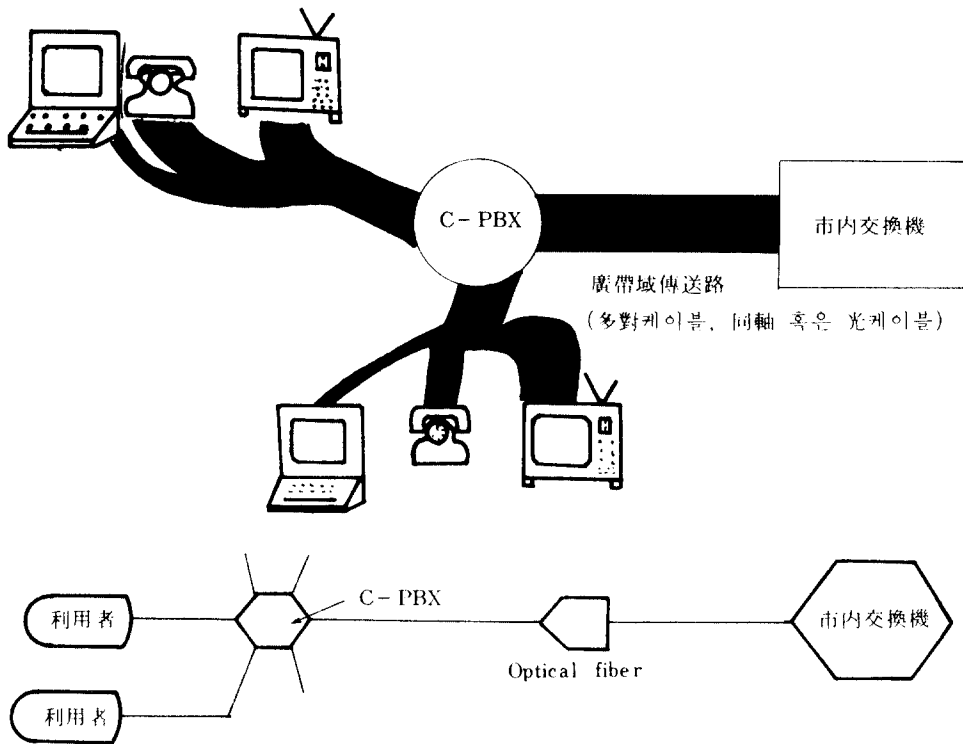 C-PBX
市内交換機
廣帶域傳送路
(多對케이블, 同軸 혹은 光케이블)
利用者
C-PBX
Optical fiber
市内交換機
利用者